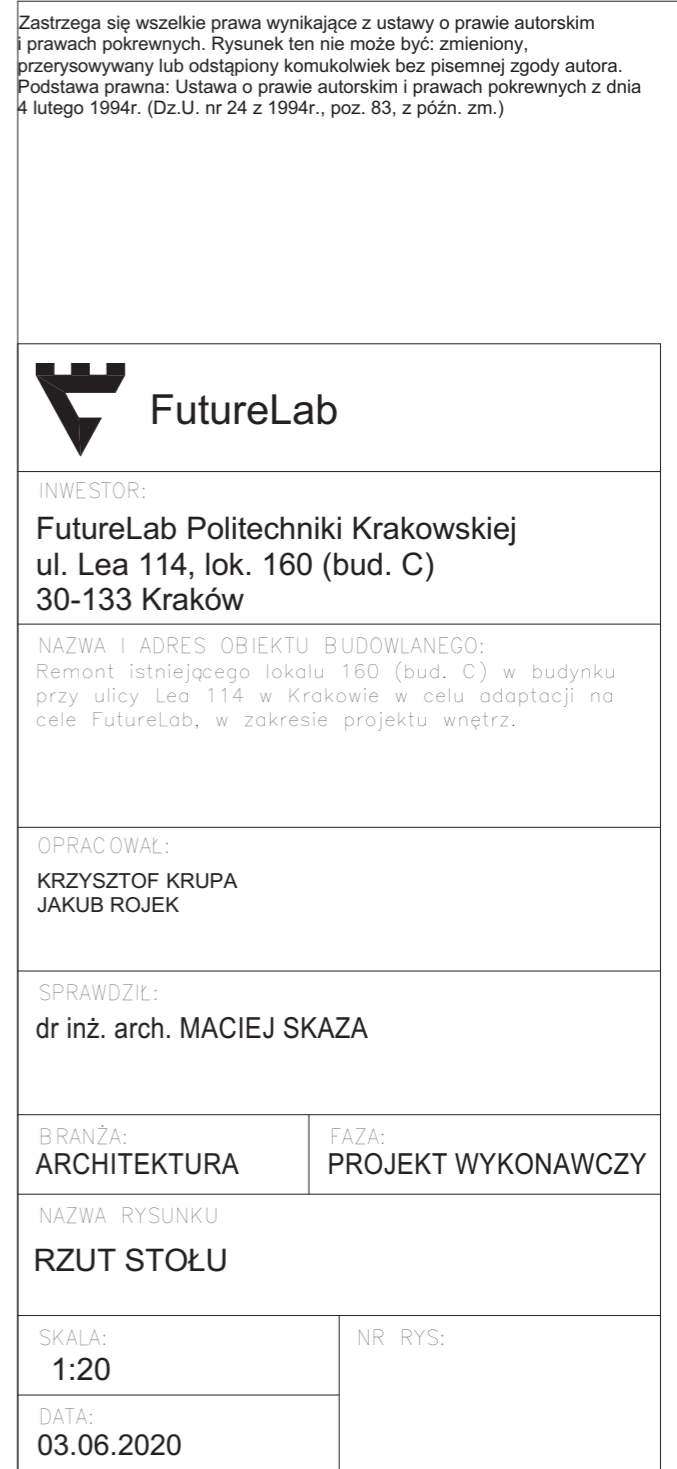 Zastrzega się wszelkie prawa wynikające z ustawy o prawie autorskim
i prawach pokrewnych. Rysunek ten nie może być: zmieniony,
przerysowywany lub odstąpiony komukolwiek bez pisemnej zgody autora.
Podstawa prawna: Ustawa o prawie autorskim i prawach pokrewnych z dnia
4 lutego 1994r. (Dz.U. nr 24 z 1994r., poz. 83, z późn. zm.)
FutureLab
INWESTOR:
FutureLab Politechniki Krakowskiej
ul. Lea 114, lok. 160 (bud. C)
30-133 Kraków
NAZWA I ADRES OBIEKTU BUDOWLANEGO:
Remont istniejącego lokalu 160 (bud. C) w budynku
przy ulicy Lea 114 w Krakowie w celu adaptacji na
cele FutureLab, w zakresie projektu wnętrz.
OPRACOWAŁ:
KRZYSZTOF KRUPA
JAKUB ROJEK
SPRAWDZIŁ:
dr inż. arch. MACIEJ SKAZA
BRANŻA:
ARCHITEKTURA
FAZA:
PROJEKT WYKONAWCZY
NAZWA RYSUNKU
RZUT STOŁU
SKALA:
1:20
NR RYS:
DATA:
03.06.2020